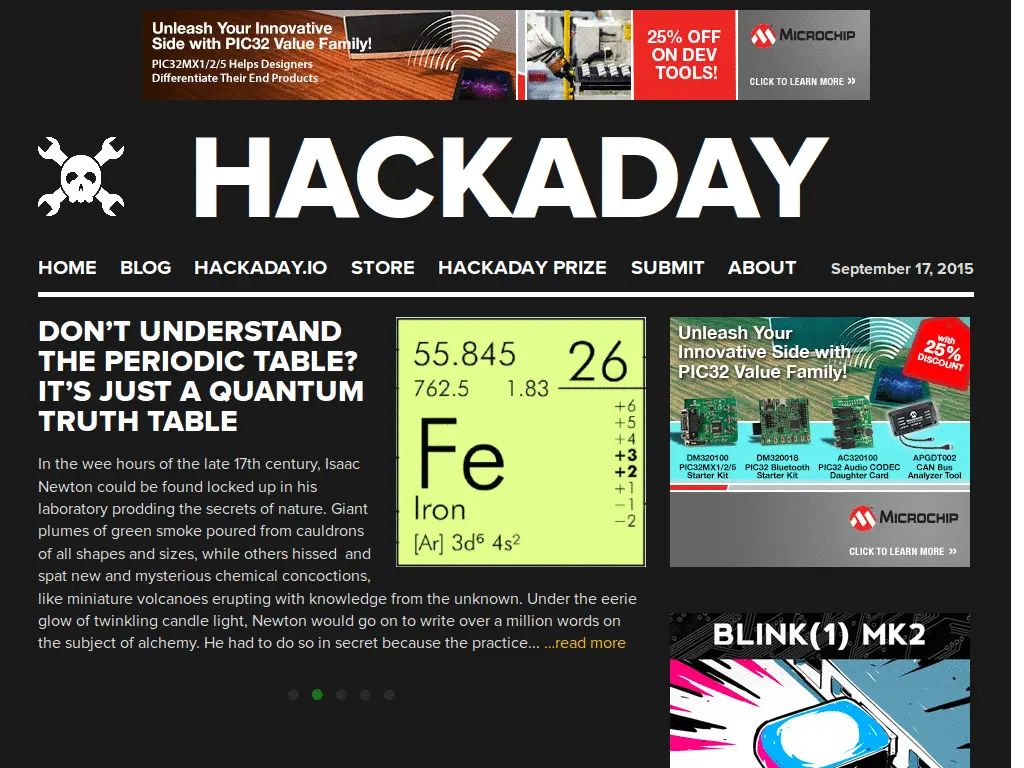 Unleash Your Innovative
Side with PIC32 Value Family!
PIC32MX1/2/5 Helps Designers
Differentiate Their End Products
25% OFF
ON DEV
TOOLS!
MICROCHIP
CLICK TO LEARN MORE »
HACKADAY
HOME BLOG HACKADAY.IO STORE HACKADAY PRIZE SUBMIT ABOUT September 17, 2015
DON'T UNDERSTAND
THE PERIODIC TABLE?
IT'S JUST A QUANTUM
TRUTH TABLE
In the wee hours of the late 17th century, Isaac
Newton could be found locked up in his
laboratory prodding the secrets of nature. Giant
plumes of green smoke poured from cauldrons
of all shapes and sizes, while others hissed and
spat new and mysterious chemical concoctions,
like miniature volcanoes erupting with knowledge from the unknown. Under the eerie
glow of twinkling candle light, Newton would go on to write over a million words on
the subject of alchemy. He had to do so in secret because the practice... ...read more
55.845 26
762.5 1.83
+6
+5
+4
+3
+2
+1
−1
−2
Fe
Iron
[Ar] 3d⁶ 4s²
Unleash Your
Innovative Side with
PIC32 Value Family!
with
25%
DISCOUNT
DM320100
PIC32MX1/2/5
Starter Kit
DM320018
PIC32 Bluetooth
Starter Kit
AC320100
PIC32 Audio CODEC
Daughter Card
APGDT002
CAN Bus
Analyzer Tool
MICROCHIP
CLICK TO LEARN MORE »
BLINK(1) MK2